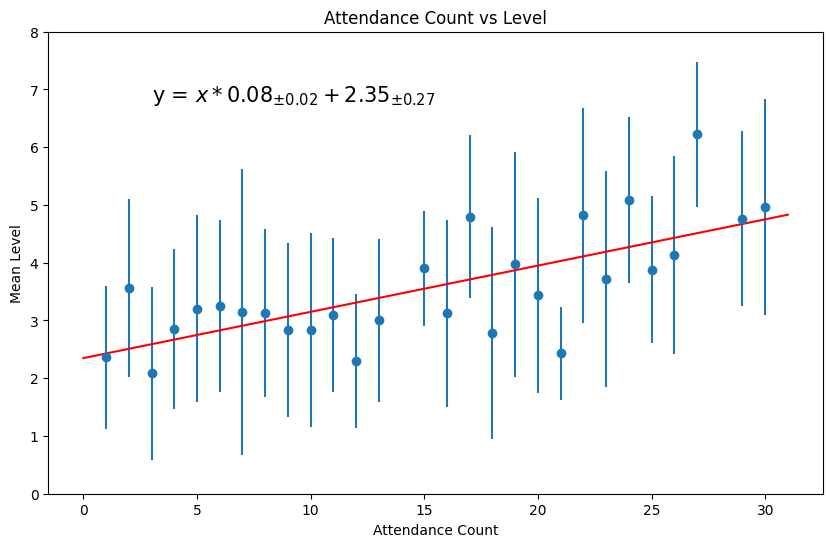 Attendance Count vs Level
8
7
6
5
4
3
2
1
0
Mean Level
y = x * 0.08±0.02 + 2.35±0.27
0 5 10 15 20 25 30
Attendance Count